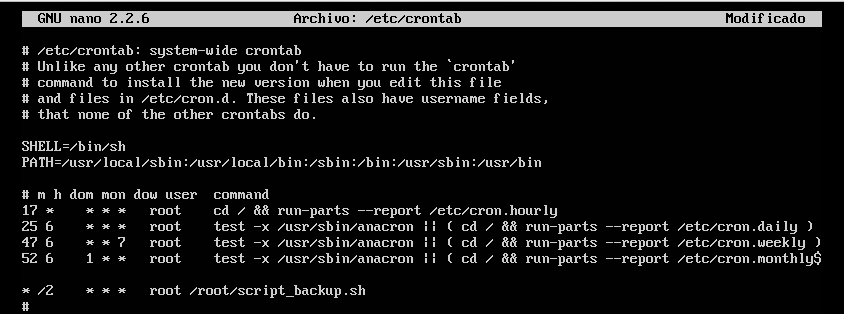 GNU nano 2.2.6 Archivo: /etc/crontab Modificado
# /etc/crontab: system-wide crontab
# Unlike any other crontab you don't have to run the `crontab'
# command to install the new version when you edit this file
# and files in /etc/cron.d. These files also have username fields,
# that none of the other crontabs do.
SHELL=/bin/sh
PATH=/usr/local/sbin:/usr/local/bin:/sbin:/bin:/usr/sbin:/usr/bin
# m h dom mon dow user command
17 * * * * root cd / && run-parts --report /etc/cron.hourly
25 6 * * * root test -x /usr/sbin/anacron || ( cd / && run-parts --report /etc/cron.daily )
47 6 * * 7 root test -x /usr/sbin/anacron || ( cd / && run-parts --report /etc/cron.weekly )
52 6 1 * * root test -x /usr/sbin/anacron || ( cd / && run-parts --report /etc/cron.monthly$
* /2 * * * root /root/script_backup.sh
#